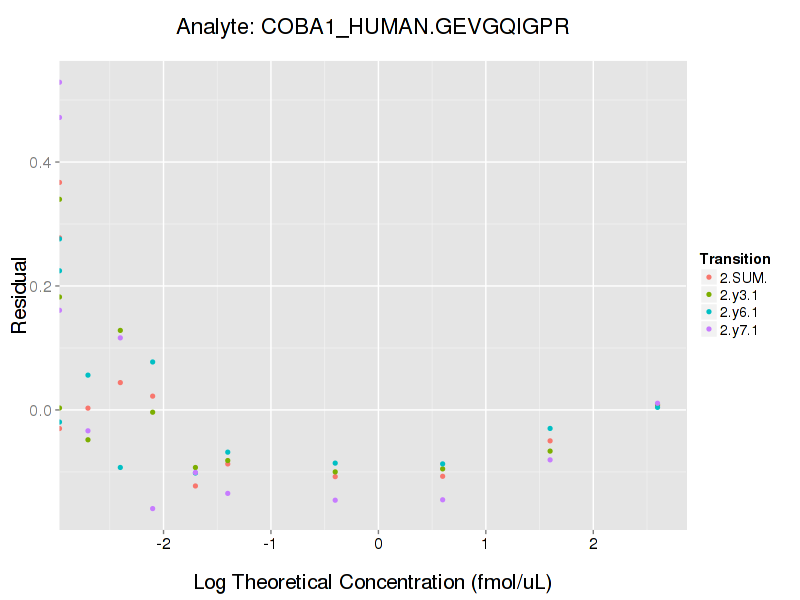 Analyte: COBA1_HUMAN.GEVGQIGPR
Residual
0.4
0.2
0.0
-2
-1
0
1
2
Log Theoretical Concentration (fmol/uL)
Transition
2.SUM.
2.y3.1
2.y6.1
2.y7.1